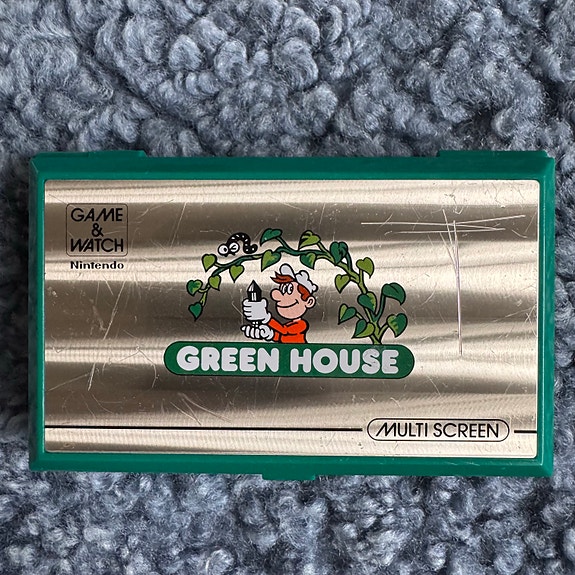 GAME
&
WATCH
Nintendo
GREEN HOUSE
MULTI SCREEN